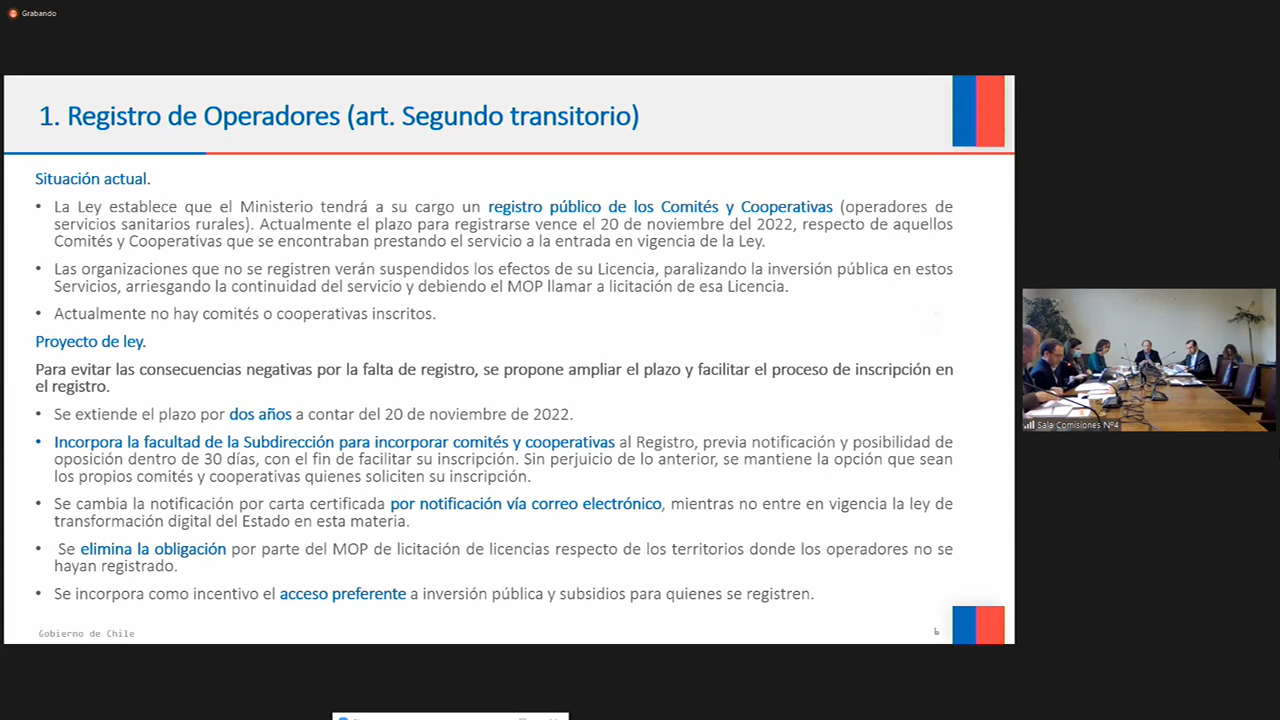 Grabando
1. Registro de Operadores (art. Segundo transitorio)
Situación actual.
• La Ley establece que el Ministerio tendrá a su cargo un registro público de los Comités y Cooperativas (operadores de
servicios sanitarios rurales). Actualmente el plazo para registrarse vence el 20 de noviembre del 2022, respecto de aquellos
Comités y Cooperativas que se encontraban prestando el servicio a la entrada en vigencia de la Ley.
• Las organizaciones que no se registren verán suspendidos los efectos de su Licencia, paralizando la inversión pública en estos
Servicios, arriesgando la continuidad del servicio y debiendo el MOP llamar a licitación de esa Licencia.
• Actualmente no hay comités o cooperativas inscritos.
Proyecto de ley.
Para evitar las consecuencias negativas por la falta de registro, se propone ampliar el plazo y facilitar el proceso de inscripción en
el registro.
• Se extiende el plazo por dos años a contar del 20 de noviembre de 2022.
• Incorpora la facultad de la Subdirección para incorporar comités y cooperativas al Registro, previa notificación y posibilidad de
oposición dentro de 30 días, con el fin de facilitar su inscripción. Sin perjuicio de lo anterior, se mantiene la opción que sean
los propios comités y cooperativas quienes soliciten su inscripción.
• Se cambia la notificación por carta certificada por notificación vía correo electrónico, mientras no entre en vigencia la ley de
transformación digital del Estado en esta materia.
• Se elimina la obligación por parte del MOP de licitación de licencias respecto de los territorios donde los operadores no se
hayan registrado.
• Se incorpora como incentivo el acceso preferente a inversión pública y subsidios para quienes se registren.
Gobierno de Chile
6
Sala Comisiones Nº4